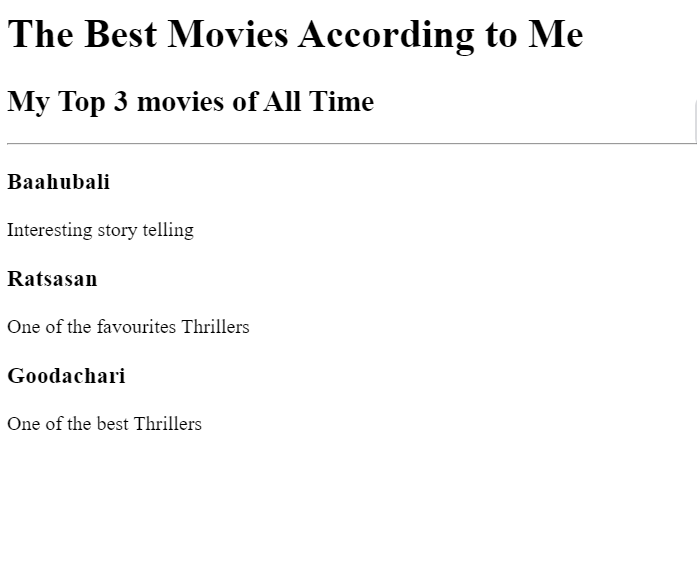 The Best Movies According to Me
My Top 3 movies of All Time
Baahubali
Interesting story telling
Ratsasan
One of the favourites Thrillers
Goodachari
One of the best Thrillers